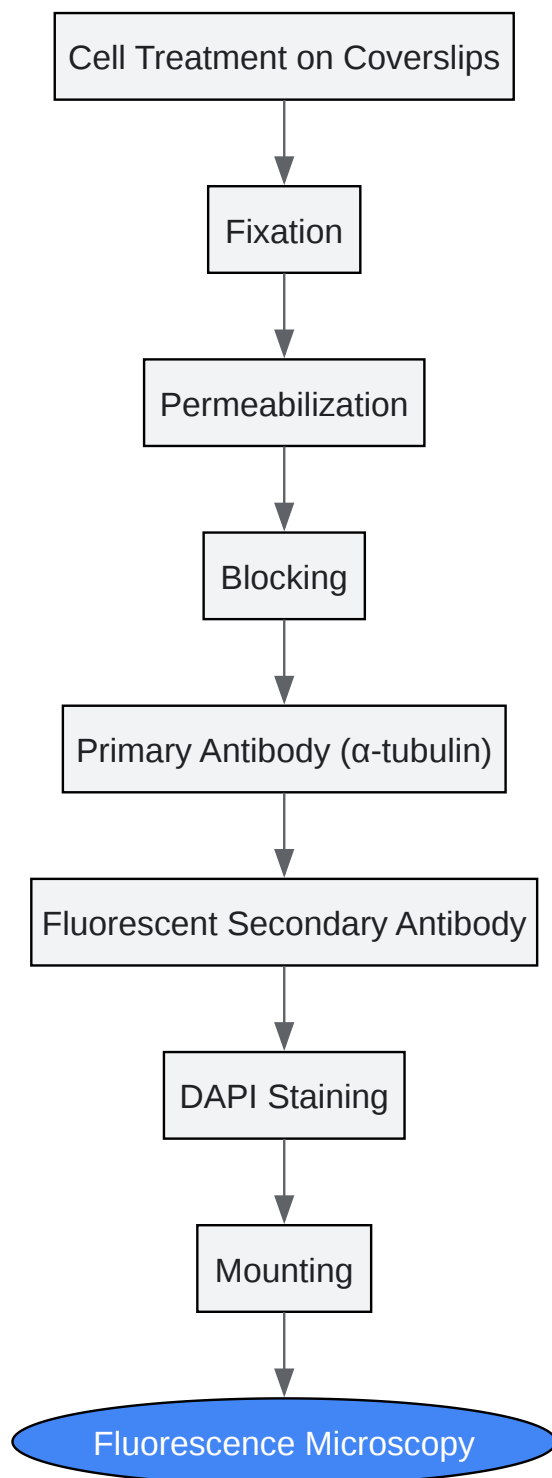 Cell Treatment on Coverslips
Fixation
Permeabilization
Blocking
Primary Antibody (α-tubulin)
Fluorescent Secondary Antibody
DAPI Staining
Mounting
Fluorescence Microscopy